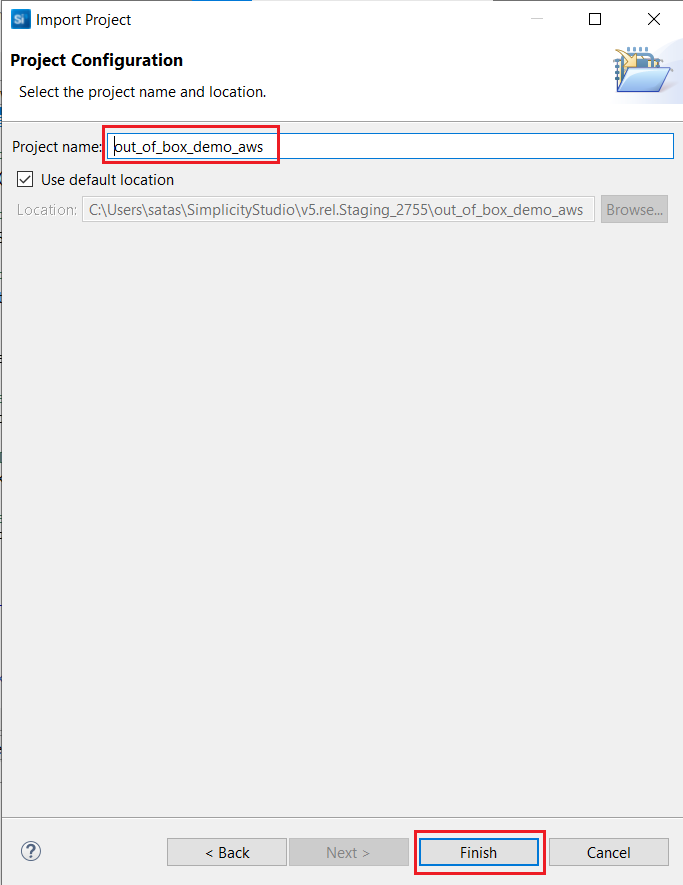 Si Import Project
Project Configuration
Select the project name and location.
Project name: out_of_box_demo_aws
Use default location
Location: C:\Users\satas\SimplicityStudio\v5.rel.Staging_2755\out_of_box_demo_aws Browse...
? < Back Next > Finish Cancel